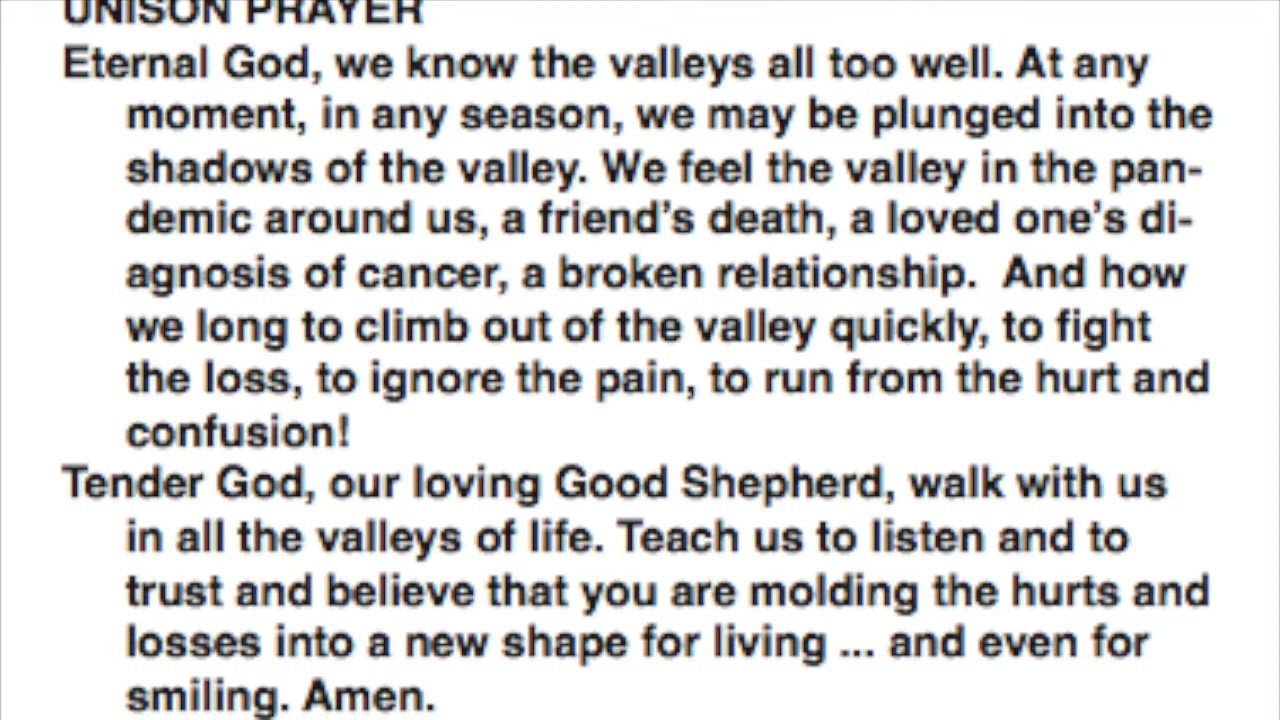 UNISON PRAYER
Eternal God, we know the valleys all too well. At any
moment, in any season, we may be plunged into the
shadows of the valley. We feel the valley in the pan-
demic around us, a friend’s death, a loved one’s di-
agnosis of cancer, a broken relationship.  And how
we long to climb out of the valley quickly, to fight
the loss, to ignore the pain, to run from the hurt and
confusion!
Tender God, our loving Good Shepherd, walk with us
in all the valleys of life. Teach us to listen and to
trust and believe that you are molding the hurts and
losses into a new shape for living ... and even for
smiling. Amen.